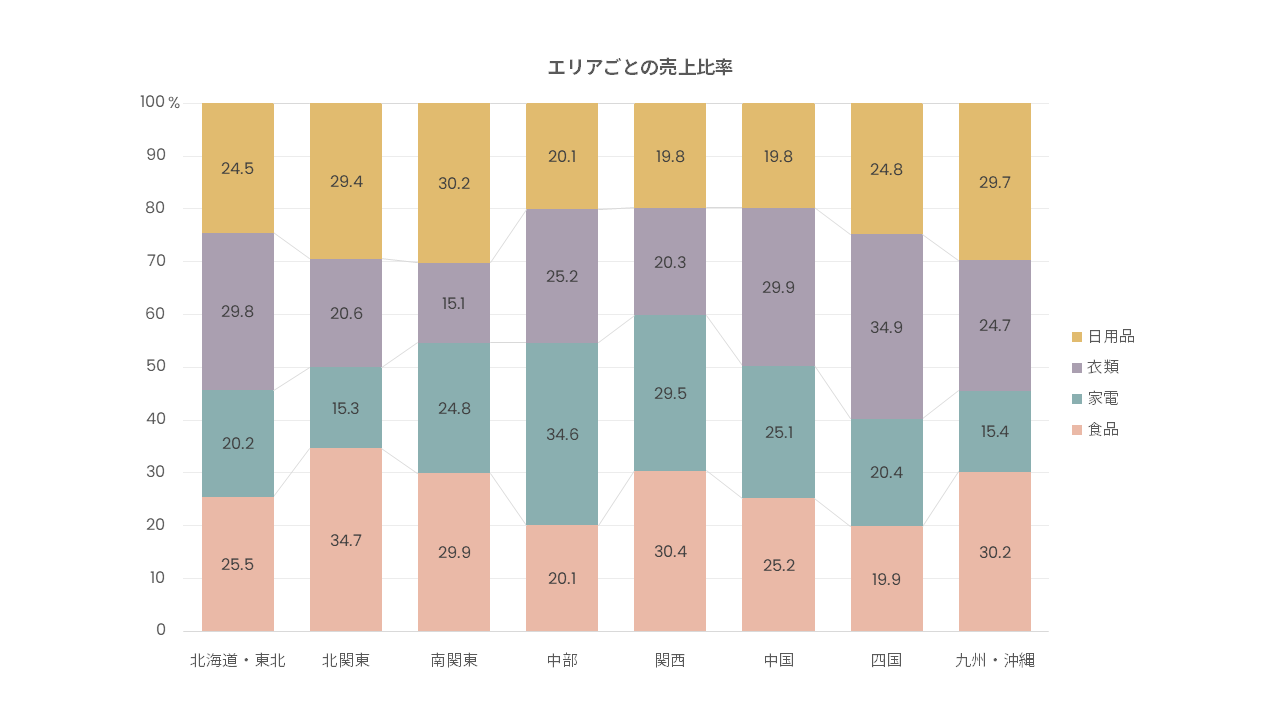 エリアごとの売上比率
100 %
90
80
70
60
50
40
30
20
10
0
24.5 29.4 30.2 20.1 19.8 19.8 24.8 29.7
29.8 20.6 15.1 25.2 20.3 29.9 34.9 24.7
20.2 15.3 24.8 34.6 29.5 25.1 20.4 15.4
25.5 34.7 29.9 20.1 30.4 25.2 19.9 30.2
北海道・東北 北関東 南関東 中部 関西 中国 四国 九州・沖縄
日用品
衣類
家電
食品